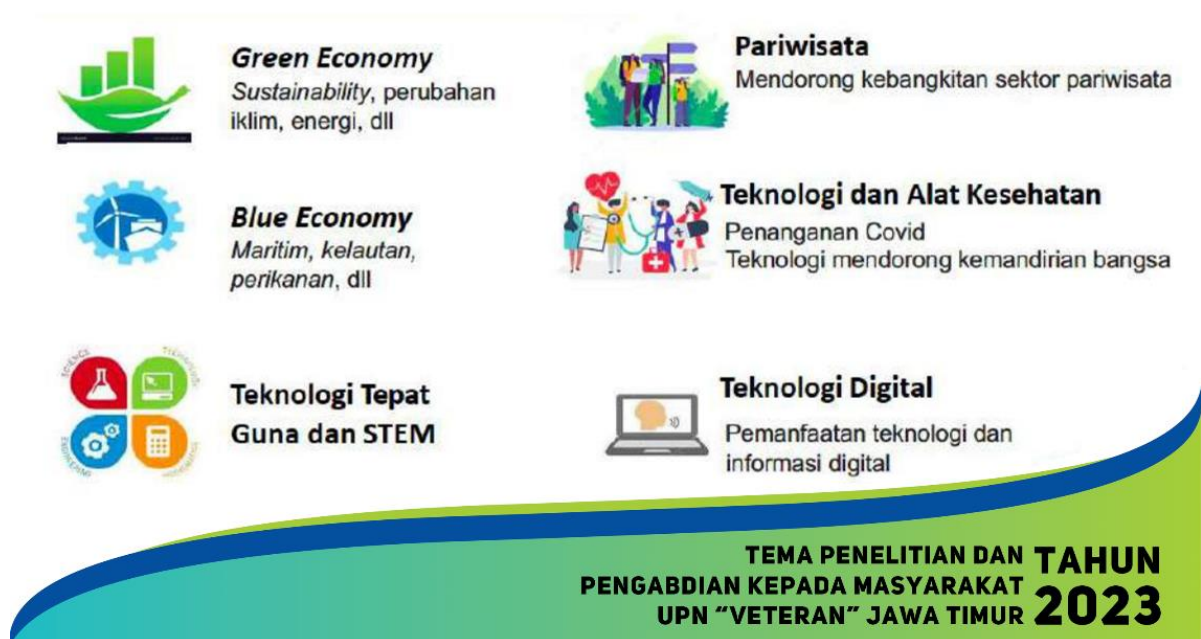 Green Economy
Sustainability, perubahan
iklim, energi, dll
Pariwisata
Mendorong kebangkitan sektor pariwisata
Blue Economy
Maritim, kelautan,
perikanan, dll
Teknologi dan Alat Kesehatan
Penanganan Covid
Teknologi mendorong kemandirian bangsa
SCIENCE
ENGINEERING
Teknologi Tepat
Guna dan STEM
Teknologi Digital
Pemanfaatan teknologi dan
informasi digital
TEMA PENELITIAN DAN
PENGABDIAN KEPADA MASYARAKAT
UPN “VETERAN” JAWA TIMUR
TAHUN
2023